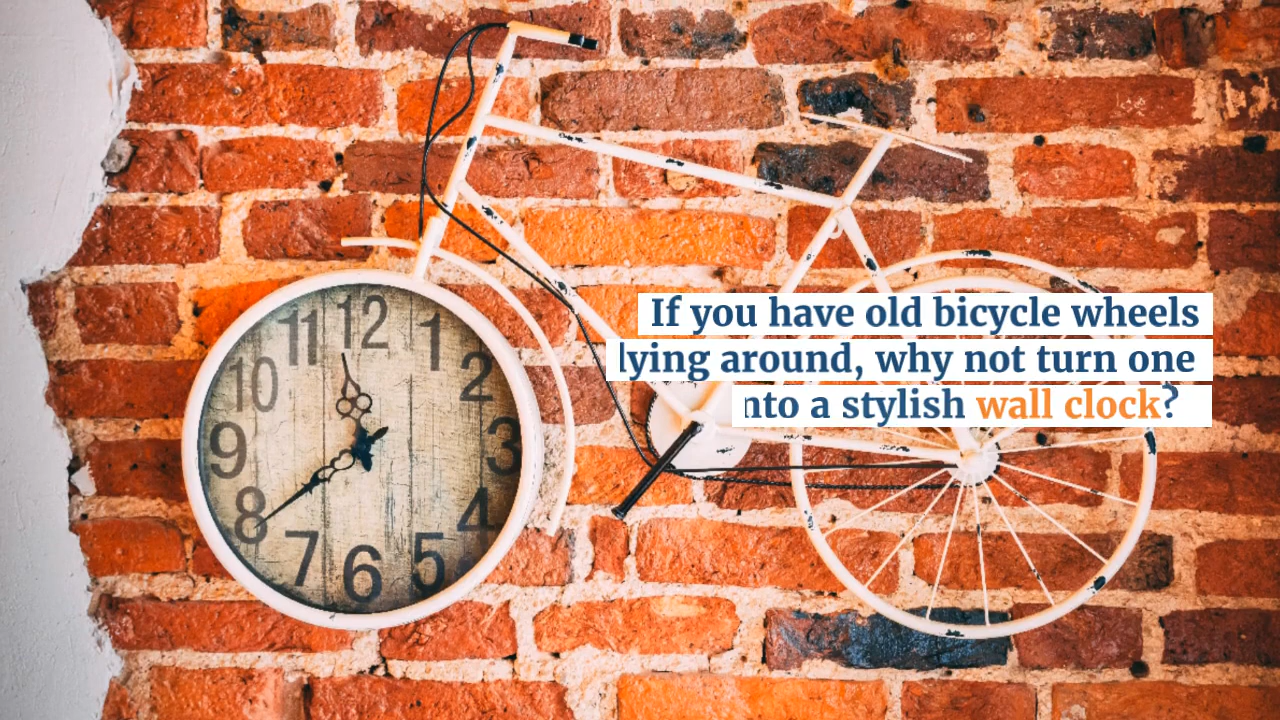 If you have old bicycle wheels
lying around, why not turn one
nto a stylish wall clock?
11 12 1
10 2
9 3
8 4
7 6 5